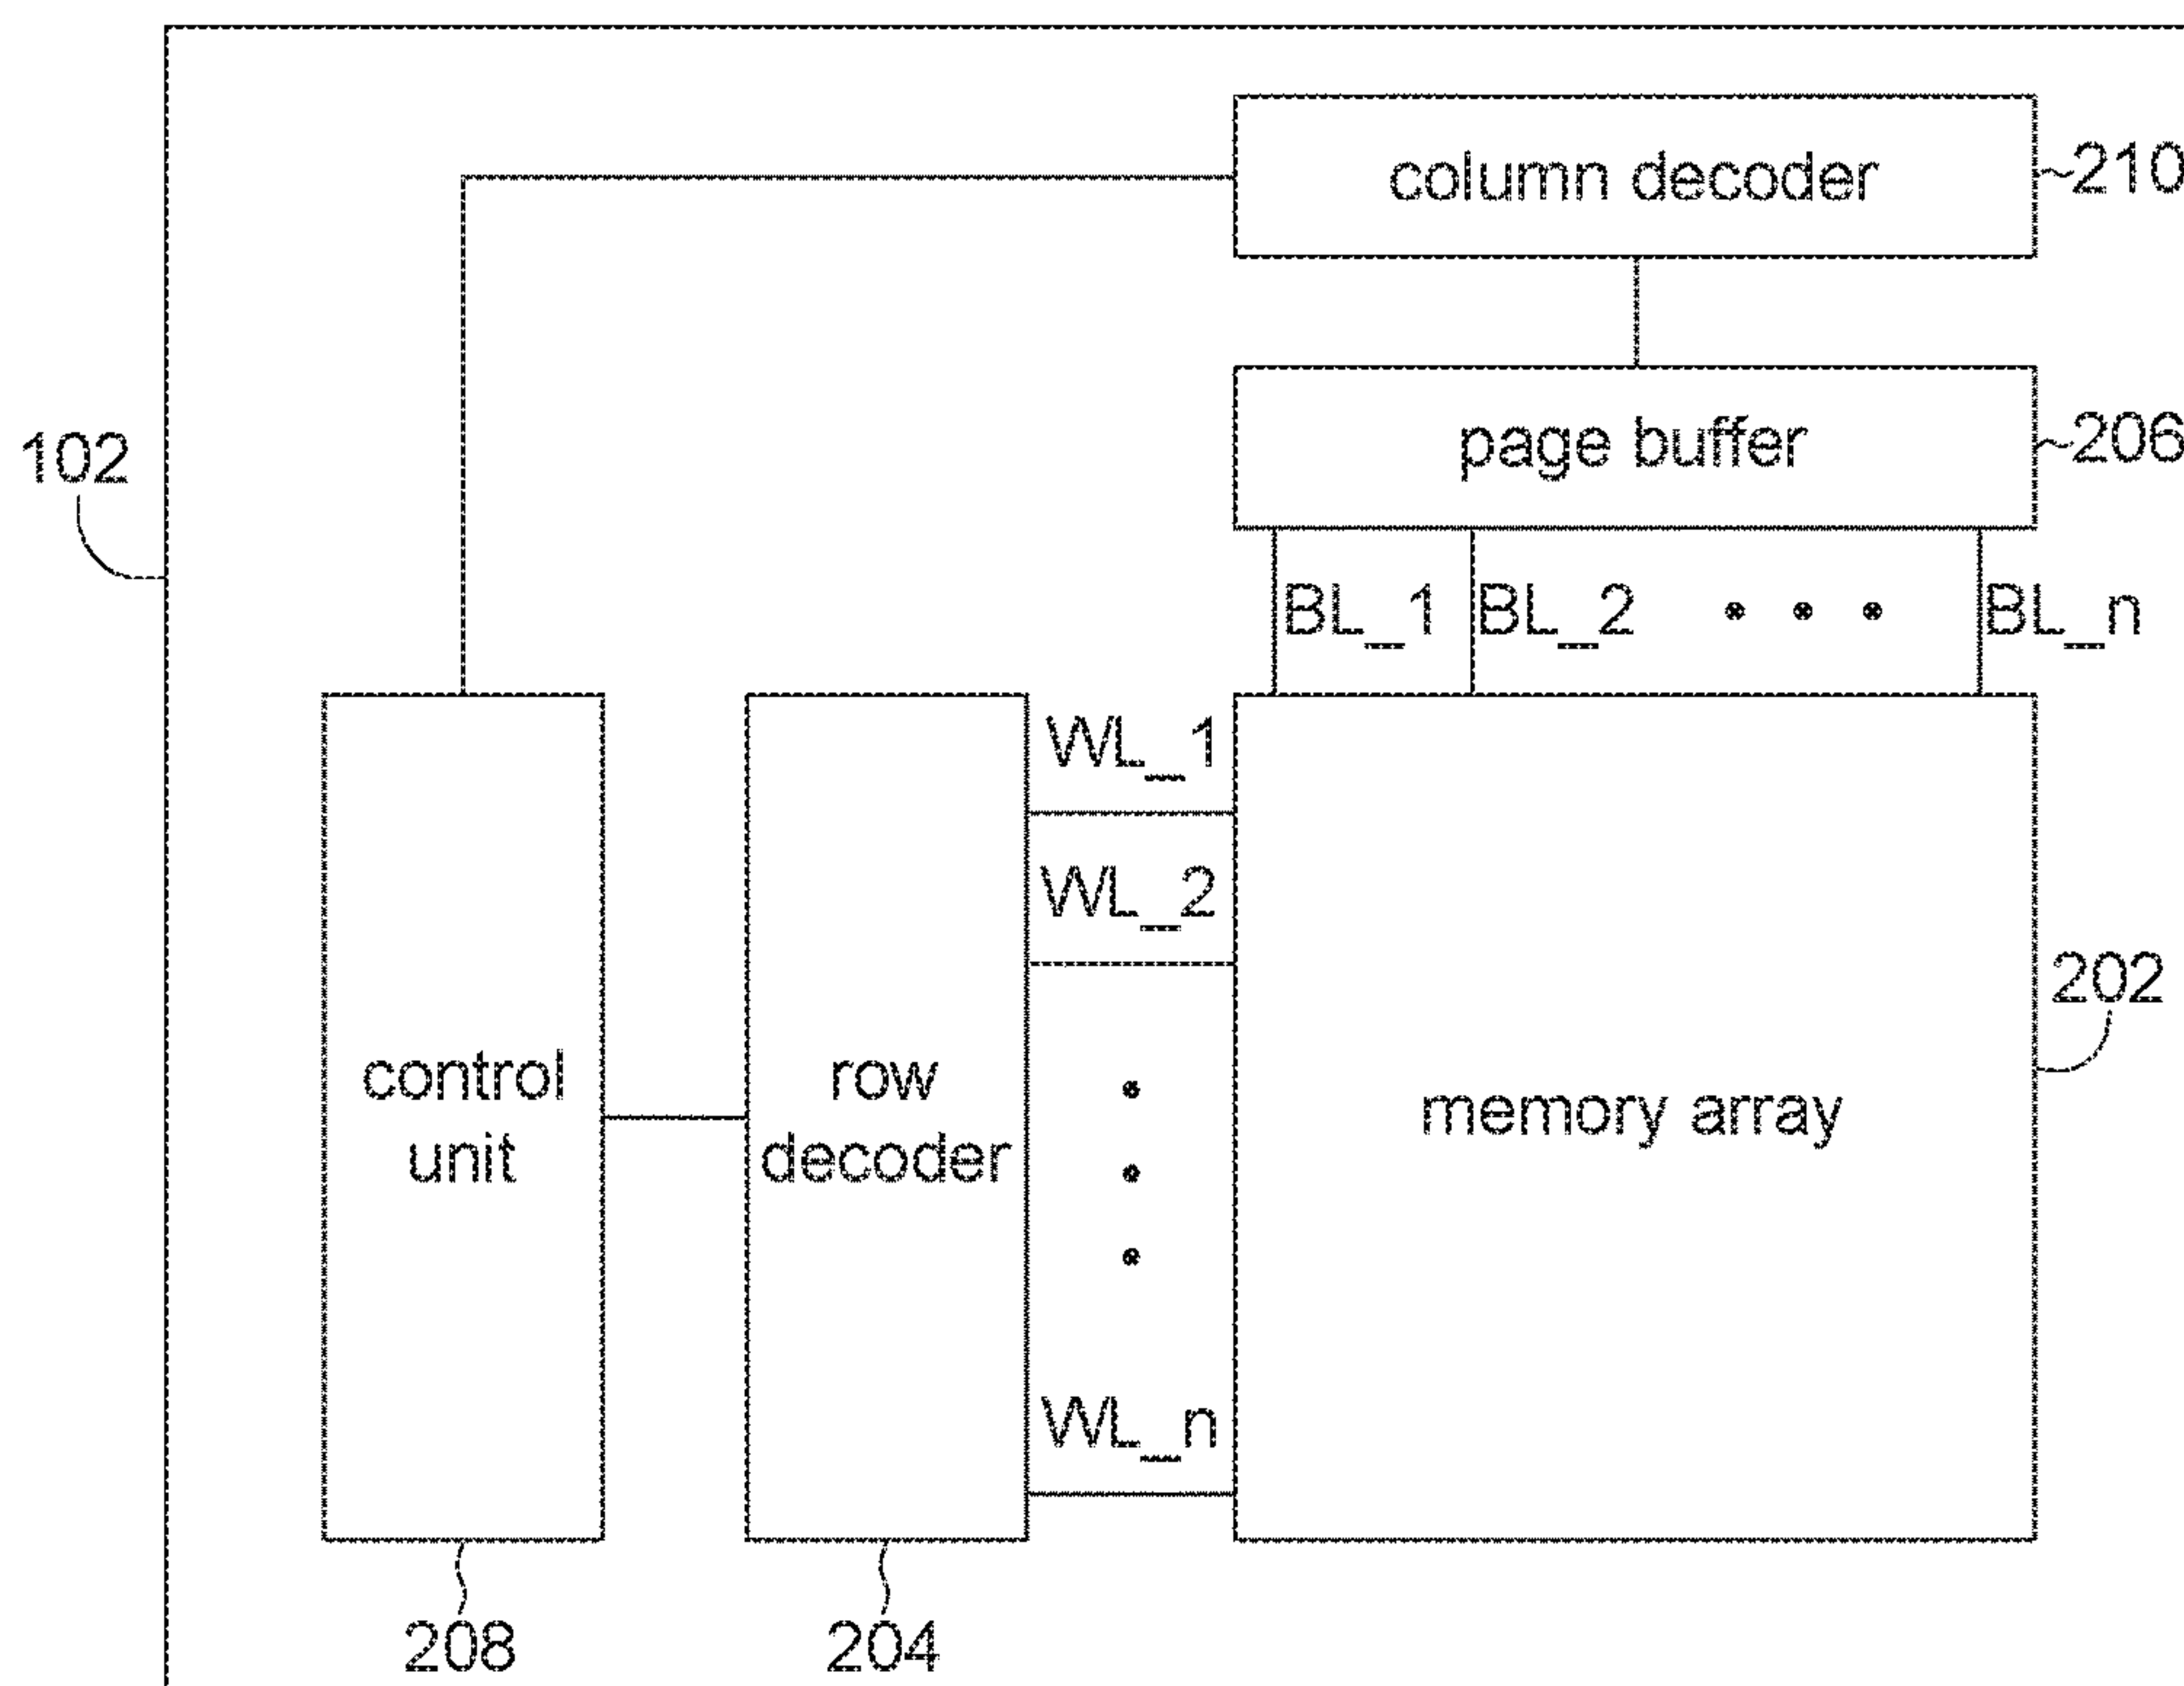 column decoder
210
102
page buffer
206
BL_1 BL_2 • • • BL_n
WL_1
WL_2
202
control
unit
row
decoder
memory array
WL_n
208
204